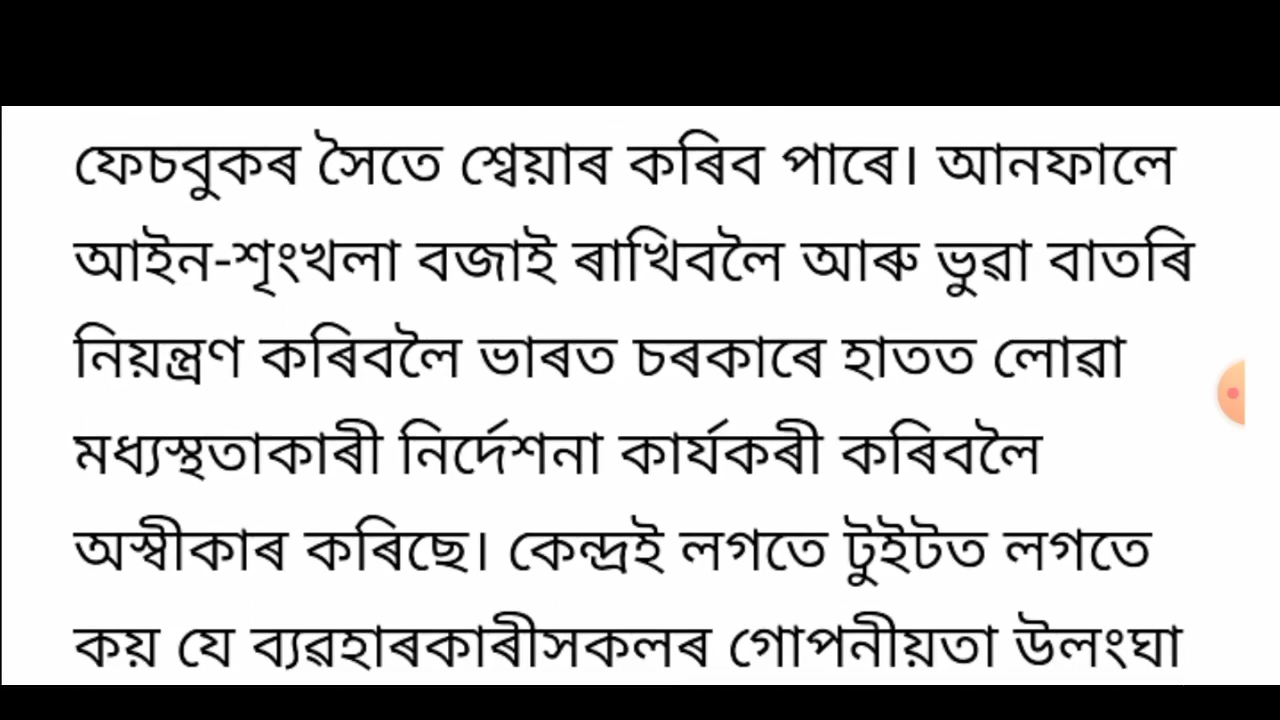 ফেচবুকৰ সৈতে শ্বেয়াৰ কৰিব পাৰে। আনফালে
আইন-শৃংখলা বজাই ৰাখিবলৈ আৰু ভুৱা বাতৰি
নিয়ন্ত্ৰণ কৰিবলৈ ভাৰত চৰকাৰে হাতত লোৱা
মধ্যস্থতাকাৰী নিৰ্দেশনা কাৰ্যকৰী কৰিবলৈ
অস্বীকাৰ কৰিছে। কেন্দ্ৰই লগতে টুইটত লগতে
কয় যে ব্যৱহাৰকাৰীসকলৰ গোপনীয়তা উলংঘা